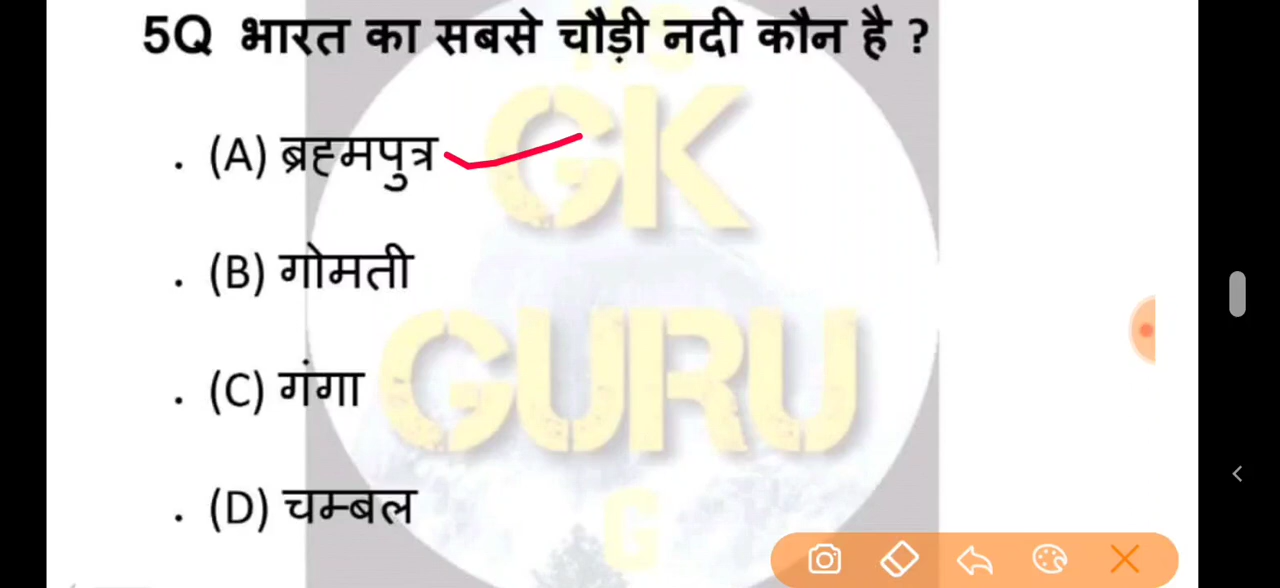 5Q भारत का सबसे चौड़ी नदी कौन है ?
. (A) ब्रह्मपुत्र
. (B) गोमती
. (C) गंगा
. (D) चम्बल
GK
GURU
G